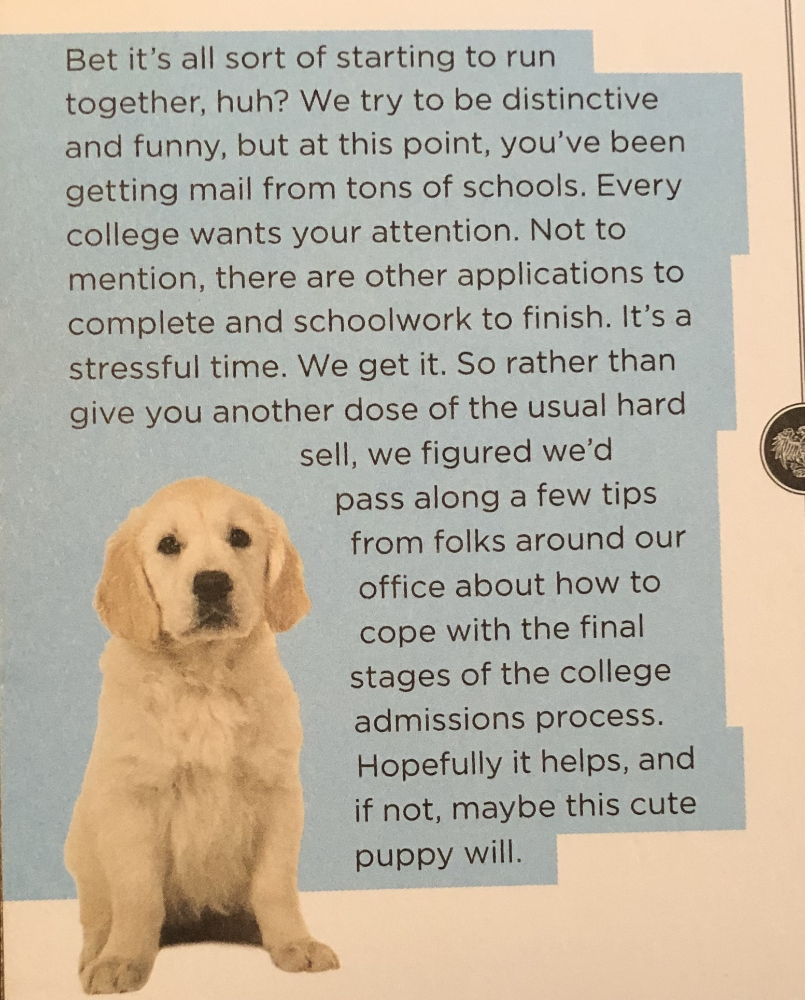 Bet it's all sort of starting to run
together, huh? We try to be distinctive
and funny, but at this point, you've been
getting mail from tons of schools. Every
college wants your attention. Not to
mention, there are other applications to
complete and schoolwork to finish. It's a
stressful time. We get it. So rather than
give you another dose of the usual hard
sell, we figured we'd
pass along a few tips
from folks around our
office about how to
cope with the final
stages of the college
admissions process.
Hopefully it helps, and
if not, maybe this cute
puppy will.